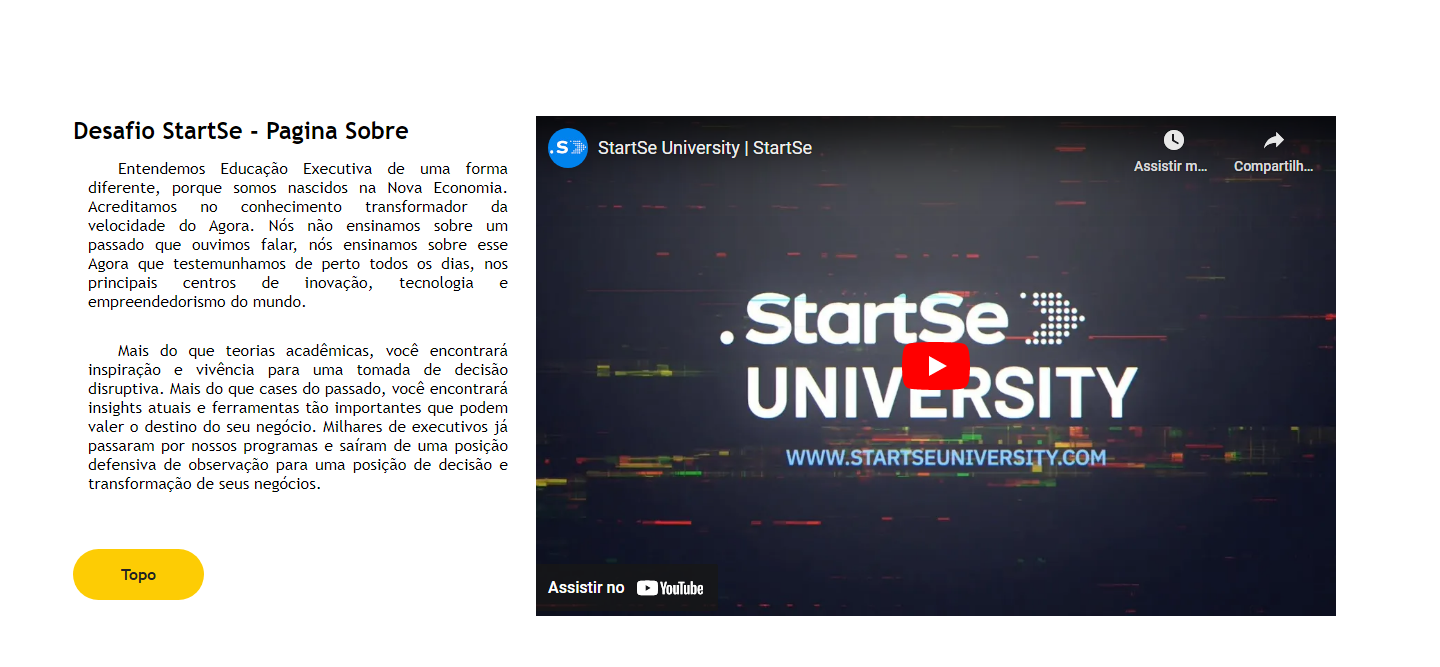 Desafio StartSe - Pagina Sobre
Entendemos Educação Executiva de uma forma
diferente, porque somos nascidos na Nova Economia.
Acreditamos no conhecimento transformador da
velocidade do Agora. Nós não ensinamos sobre um
passado que ouvimos falar, nós ensinamos sobre esse
Agora que testemunhamos de perto todos os dias, nos
principais centros de inovação, tecnologia e
empreendedorismo do mundo.
Mais do que teorias acadêmicas, você encontrará
inspiração e vivência para uma tomada de decisão
disruptiva. Mais do que cases do passado, você encontrará
insights atuais e ferramentas tão importantes que podem
valer o destino do seu negócio. Milhares de executivos já
passaram por nossos programas e saíram de uma posição
defensiva de observação para uma posição de decisão e
transformação de seus negócios.
Topo
.S
StartSe University | StartSe
Assistir m...
Compartilh...
.StartSe
UNIVERSITY
WWW.STARTSEUNIVERSITY.COM
Assistir no YouTube